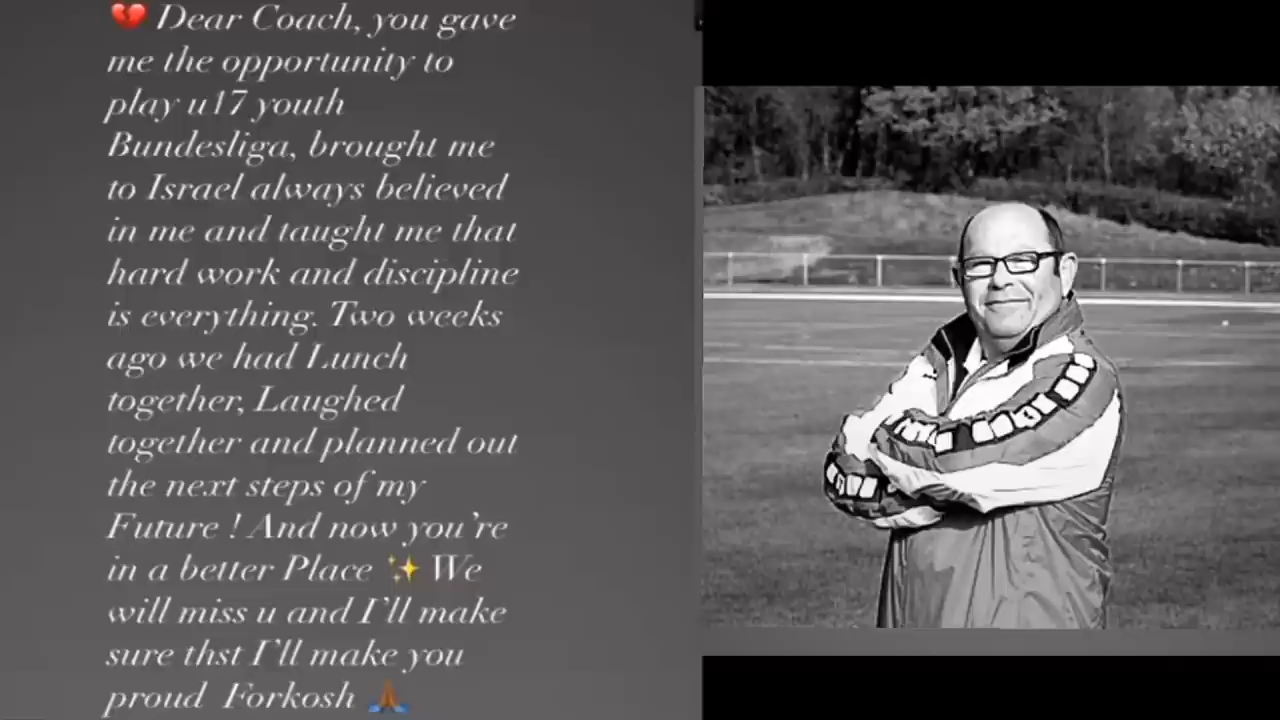 💔 Dear Coach, you gave
me the opportunity to
play u17 youth
Bundesliga, brought me
to Israel always believed
in me and taught me that
hard work and discipline
is everything. Two weeks
ago we had Lunch
together, Laughed
together and planned out
the next steps of my
Future ! And now you’re
in a better Place ✨ We
will miss u and I’ll make
sure thst I’ll make you
proud Forkosh 🙏🏾